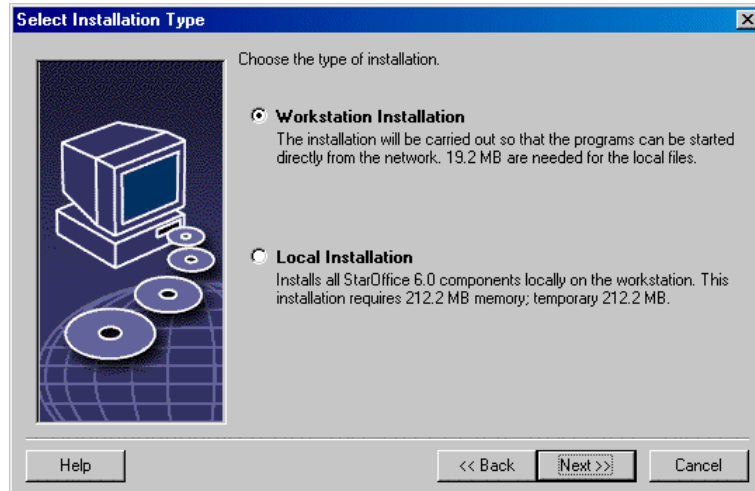 Select Installation Type
Choose the type of installation.
Workstation Installation
The installation will be carried out so that the programs can be started
directly from the network. 19.2 MB are needed for the local files.
Local Installation
Installs all StarOffice 6.0 components locally on the workstation. This
installation requires 212.2 MB memory; temporary 212.2 MB.
Help
<< Back
Next >>
Cancel